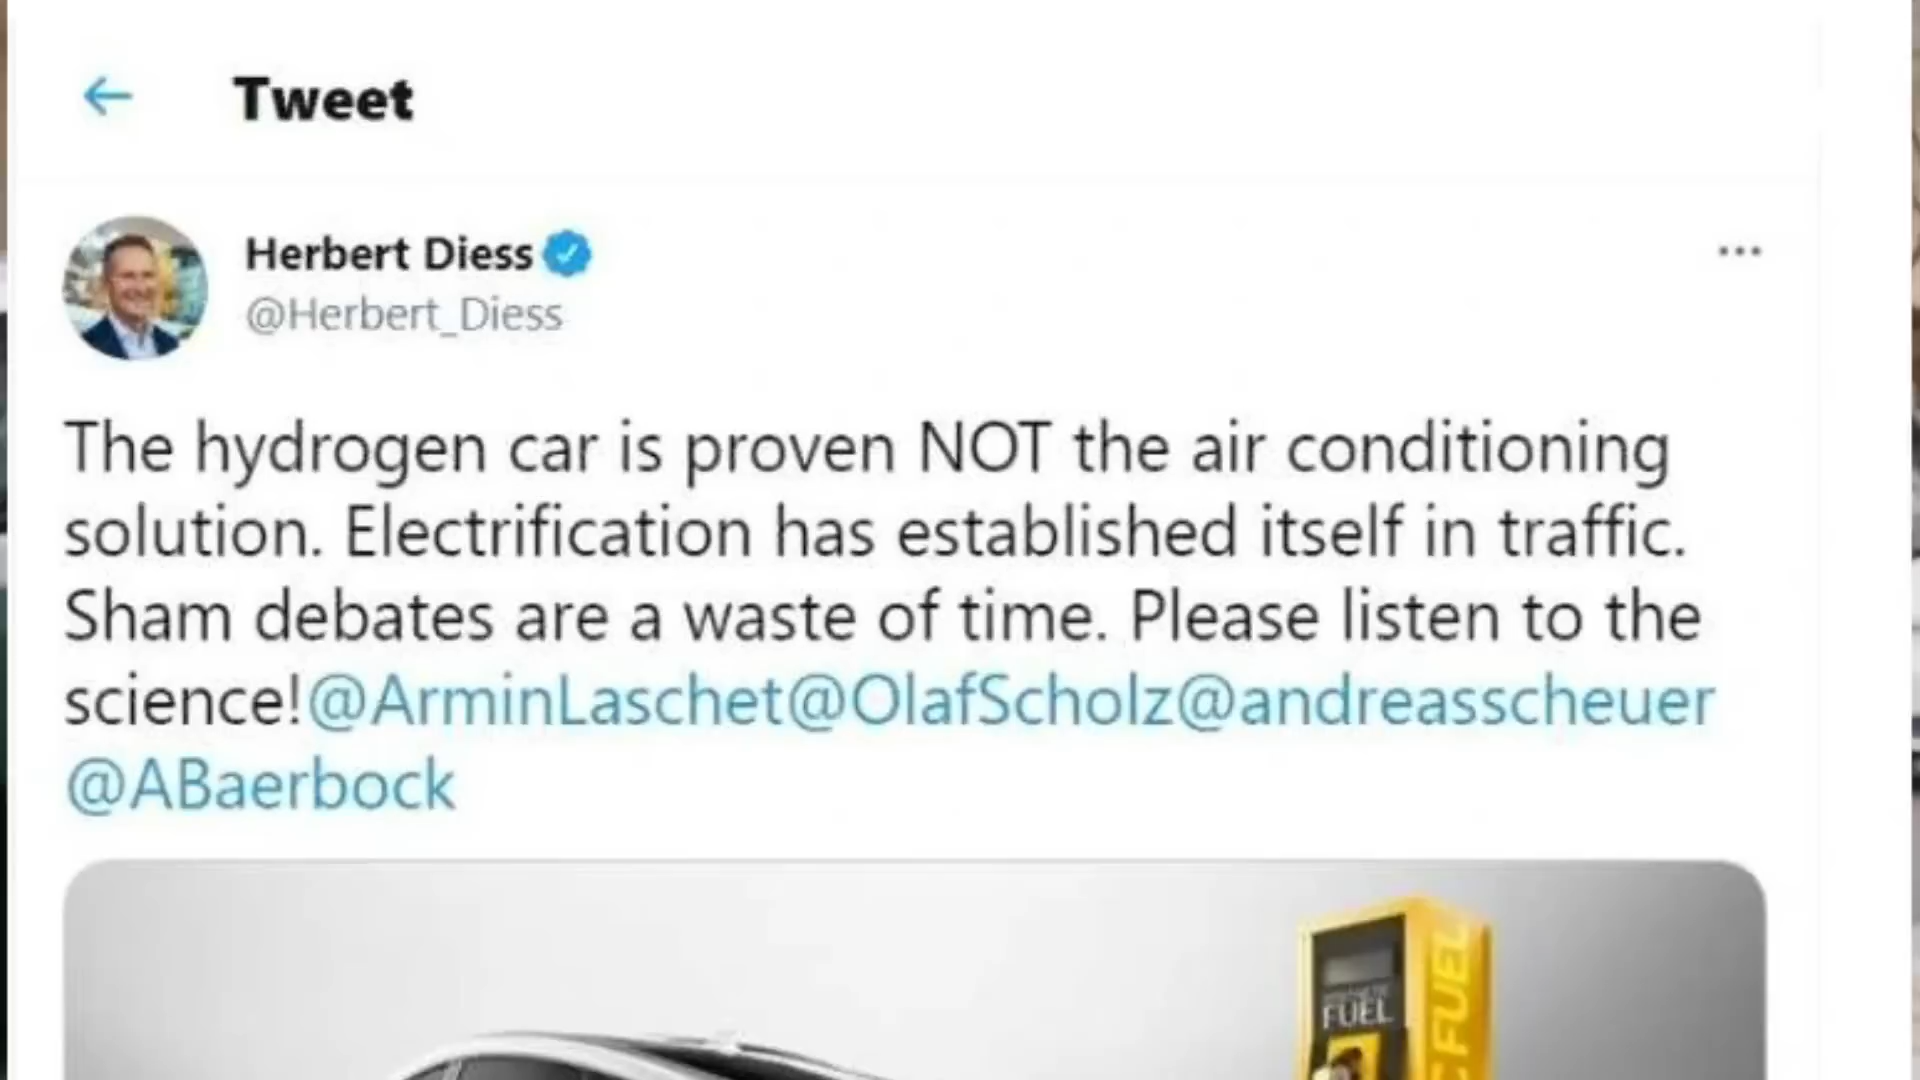 Tweet
Herbert Diess
@Herbert_Diess
The hydrogen car is proven NOT the air conditioning
solution. Electrification has established itself in traffic.
Sham debates are a waste of time. Please listen to the
science!@ArminLaschet@OlafScholz@andreasscheuer
@ABaerbock
FUEL
FUEL